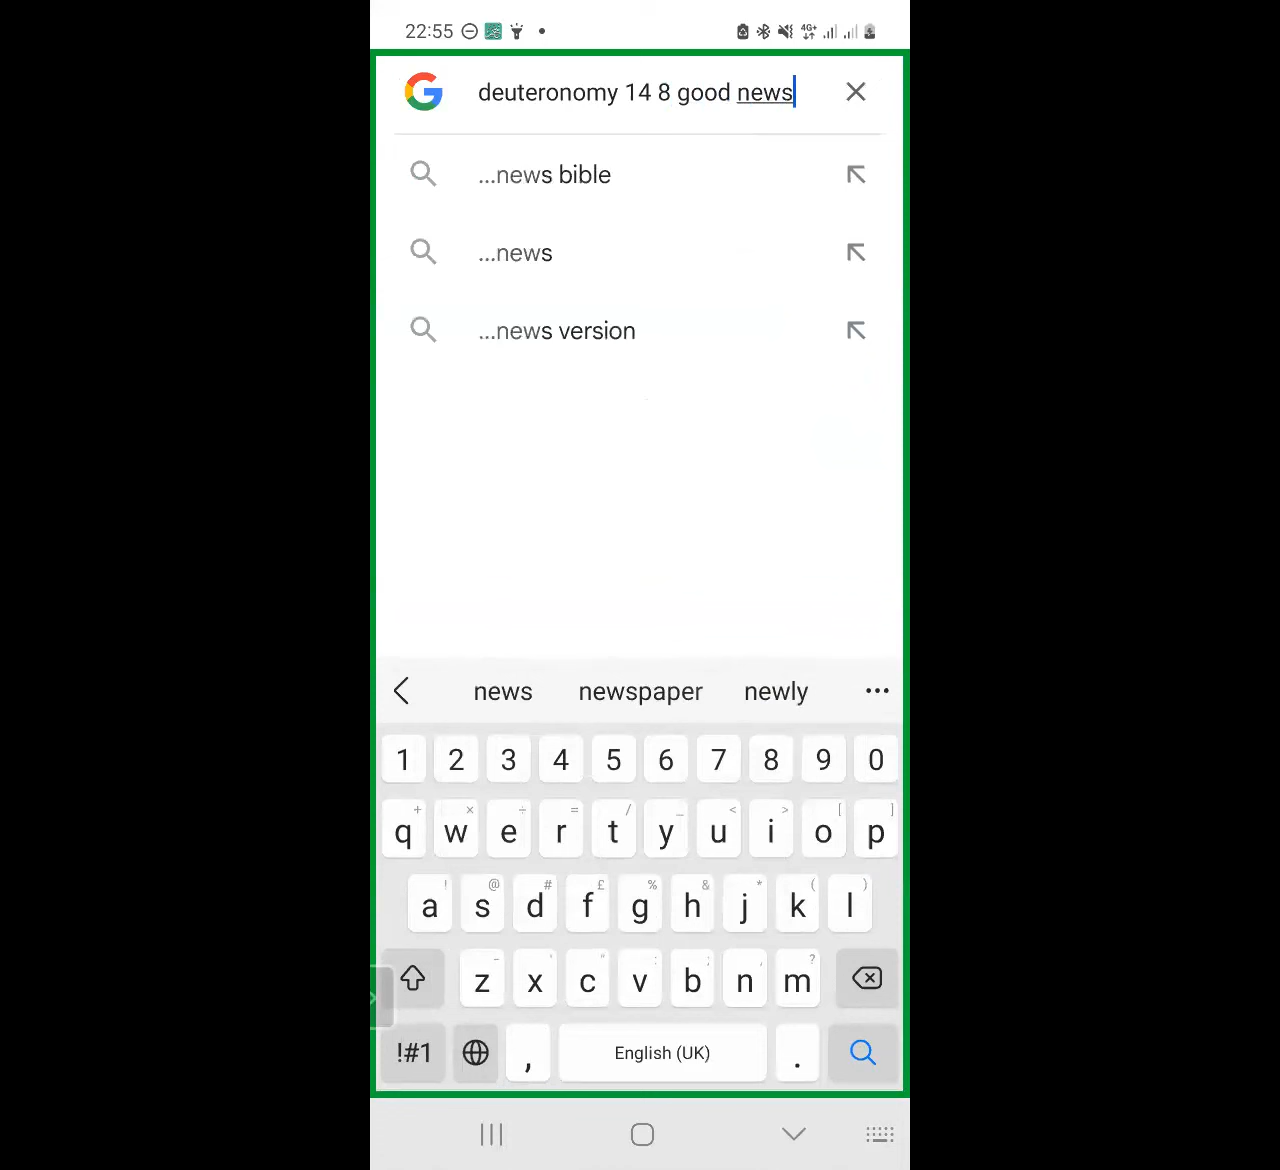 22:55 4G+
deuteronomy 14 8 good news
...news bible
...news
...news version
news newspaper newly
1 2 3 4 5 6 7 8 9 0
+ × ÷ = / _ < > [ ]
q w e r t y u i o p
! @ # £ % & * ( )
a s d f g h j k l
- ' " : ; , ?
z x c v b n m
!#1 , English (UK) .